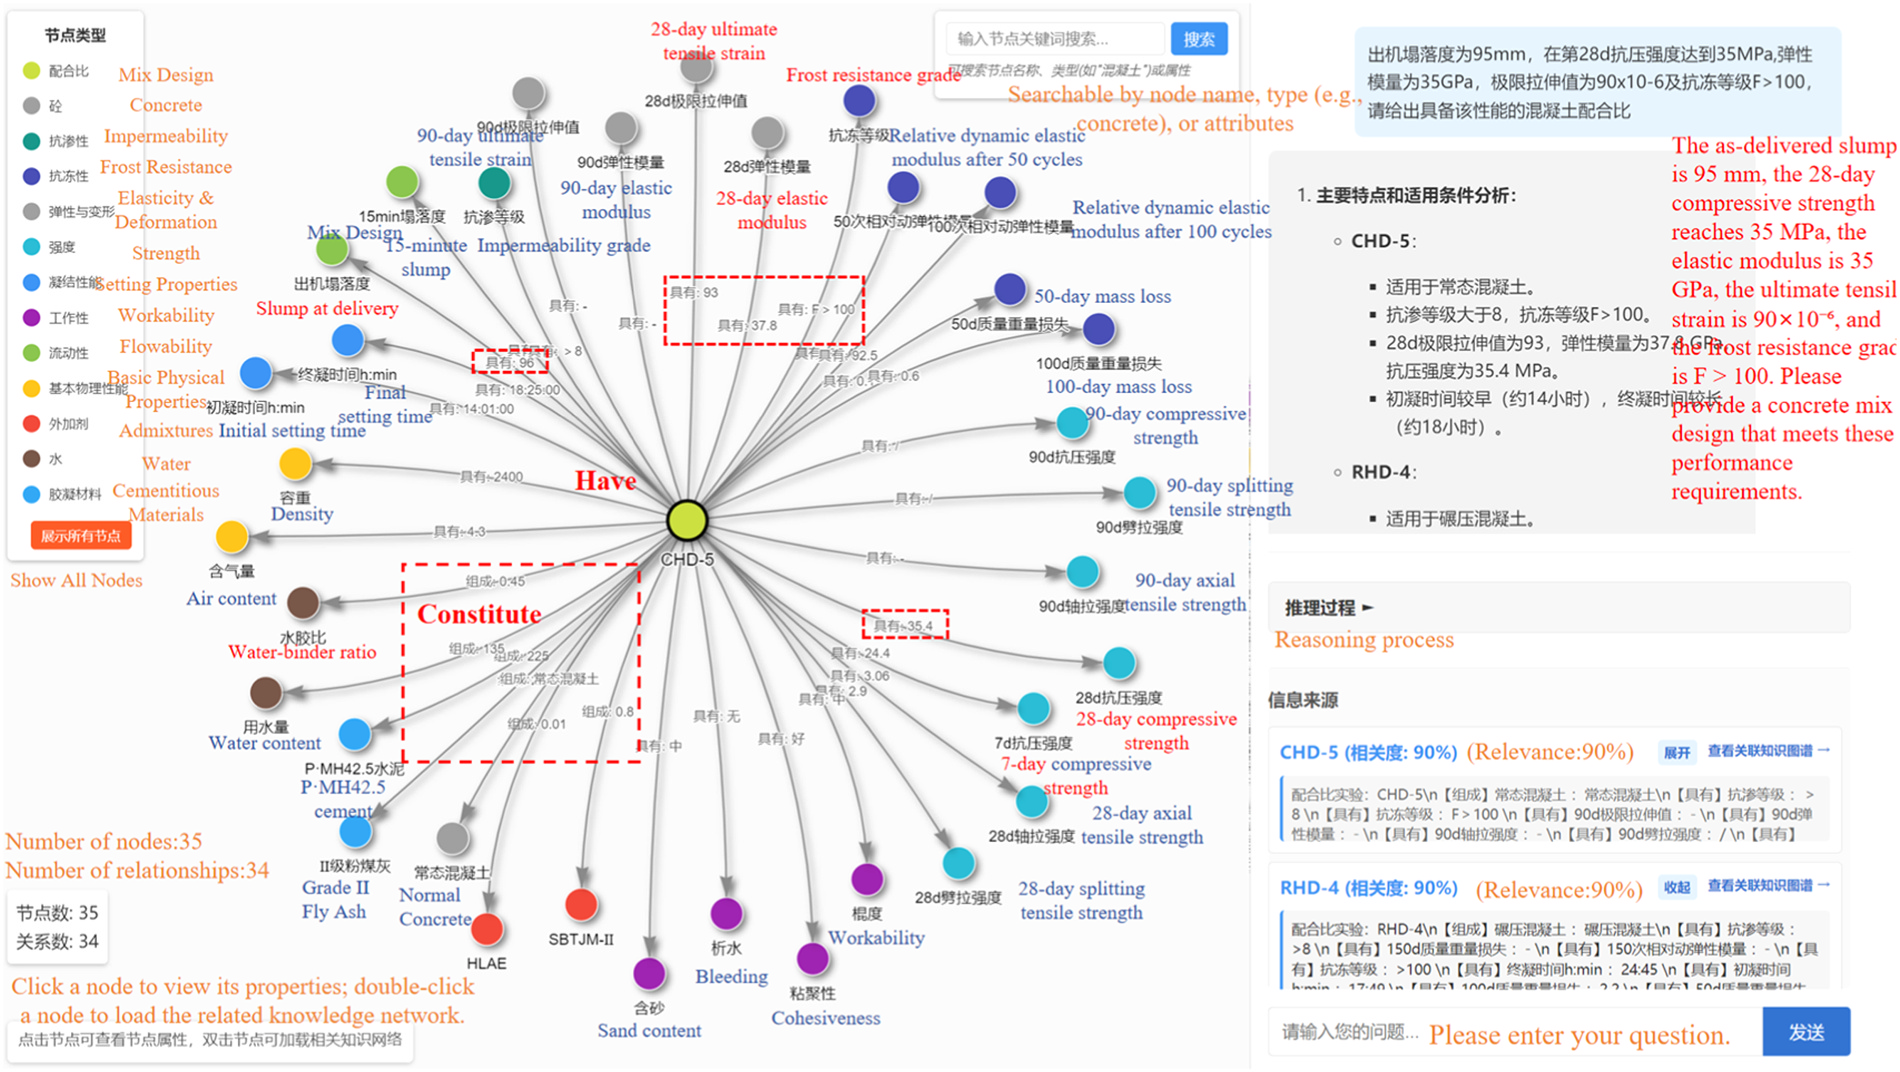 节点类型
配合比
Mix Design
砼
Concrete
抗渗性
Impermeability
抗冻性
Frost Resistance
弹性与变形
Elasticity &
Deformation
强度
Strength
凝结性能
Setting Properties
工作性
Workability
流动性
Flowability
基本物理性能
Basic Physical
Properties
外加剂
Admixtures
水
Water
胶凝材料
Cementitious
Materials
展示所有节点
Show All Nodes
Number of nodes:35
Number of relationships:34
节点数: 35
关系数: 34
Click a node to view its properties; double-click
a node to load the related knowledge network.
点击节点可查看节点属性，双击节点可加载相关知识网络
输入节点关键词搜索...
搜索
可搜索节点名称、类型(如"混凝土")或属性
Searchable by node name, type (e.g.,
concrete), or attributes
28-day ultimate
tensile strain
28d极限拉伸值
90d极限拉伸值
90-day ultimate
tensile strain
90d弹性模量
90-day elastic
modulus
28d弹性模量
28-day elastic
modulus
Frost resistance grade
抗冻等级
Relative dynamic elastic
modulus after 50 cycles
50次相对动弹性模量
100次相对动弹性模量
Relative dynamic elastic
modulus after 100 cycles
15min塌落度
15-minute
slump
抗渗等级
Impermeability grade
Mix Design
出机塌落度
Slump at delivery
终凝时间h:min
Final
setting time
初凝时间h:min
Initial setting time
容重
Density
含气量
Air content
水胶比
Water-binder ratio
用水量
Water content
P·MH42.5水泥
P·MH42.5
cement
II级粉煤灰
Grade II
Fly Ash
常态混凝土
Normal
Concrete
HLAE
SBTJM-II
含砂
Sand content
析水
Bleeding
粘聚性
Cohesiveness
棍度
Workability
28d劈拉强度
28-day splitting
tensile strength
28d轴拉强度
28-day axial
tensile strength
7d抗压强度
7-day compressive
strength
28d抗压强度
28-day compressive
strength
90d轴拉强度
90-day axial
tensile strength
90d劈拉强度
90-day splitting
tensile strength
90d抗压强度
90-day compressive
strength
100d质量重量损失
100-day mass loss
50d质量重量损失
50-day mass loss
CHD-5
Have
Constitute
具有: -
具有: -
具有: 93
具有: F > 100
具有: 37.8
> 8
具有: 96
具有: 18:25:00
具有: 14:01:00
具有: 92.5
具有: 0.6
具有: 2400
具有: 4.3
具有: /
具有: /
具有: -
具有: 35.4
具有: 24.4
具有: 3.06
具有: 2.9
具有: 中
具有: 好
具有: 无
具有: 中
组成: 0.45
组成: 135
组成: 225
组成: 常态混凝土
组成: 0.01
组成: 0.8
出机塌落度为95mm，在第28d抗压强度达到35MPa,弹性
模量为35GPa，极限拉伸值为90x10-6及抗冻等级F>100，
请给出具备该性能的混凝土配合比
The as-delivered slump
is 95 mm, the 28-day
compressive strength
reaches 35 MPa, the
elastic modulus is 35
GPa, the ultimate tensil
strain is 90×10⁻⁶, and
the frost resistance grad
is F > 100. Please
provide a concrete mix
design that meets these
performance
requirements.
1. 主要特点和适用条件分析：
CHD-5：
适用于常态混凝土。
抗渗等级大于8，抗冻等级F>100。
28d极限拉伸值为93，弹性模量为37.8 GPa，
抗压强度为35.4 MPa。
初凝时间较早（约14小时），终凝时间较长
（约18小时）。
RHD-4：
适用于碾压混凝土。
推理过程 ►
Reasoning process
信息来源
CHD-5 (相关度: 90%) (Relevance:90%) 展开 查看关联知识图谱 →
配合比实验：CHD-5\n【组成】常态混凝土：常态混凝土\n【具有】抗渗等级： >
8 \n【具有】抗冻等级：F > 100 \n【具有】90d极限拉伸值： - \n【具有】90d弹
性模量： - \n【具有】90d轴拉强度： - \n【具有】90d劈拉强度： / \n【具有】
RHD-4 (相关度: 90%) (Relevance:90%) 收起 查看关联知识图谱 →
配合比实验：RHD-4\n【组成】碾压混凝土：碾压混凝土\n【具有】抗渗等级：
>8 \n【具有】150d质量重量损失： - \n【具有】150次相对动弹性模量： - \n【具
有】抗冻等级：>100 \n【具有】终凝时间h:min： 24:45 \n【具有】初凝时间
h:min： 17:49 \n【具有】100d质量重量损失： 2.2 \n【具有】50d质量重量损失
请输入您的问题...
Please enter your question.
发送